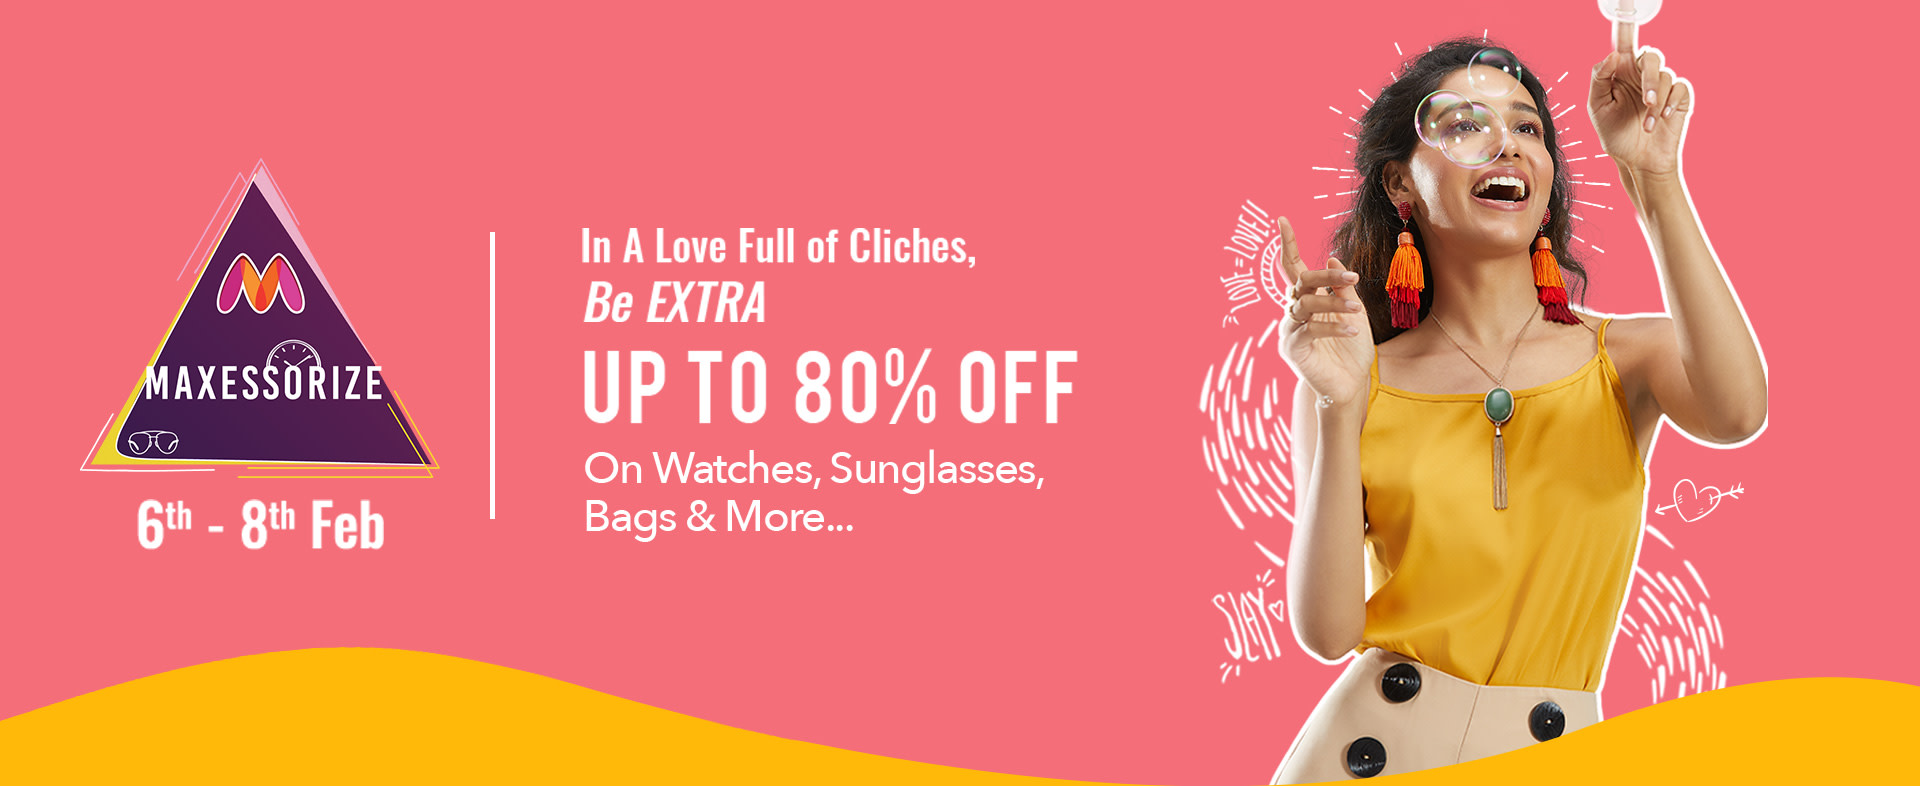 MAXESSORIZE
6th - 8th Feb
In A Love Full of Cliches,
Be EXTRA
UP TO 80% OFF
On Watches, Sunglasses,
Bags & More...
LOVE = LOVE!!
SLAY